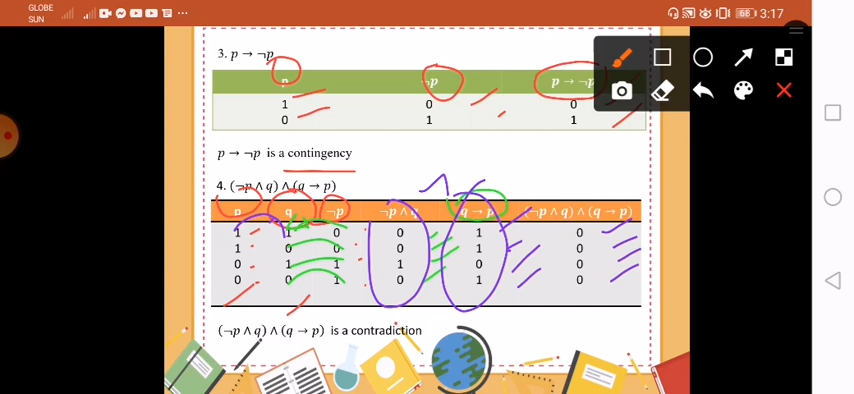 GLOBE
SUN
68 3:17
3. p → ¬p
p ¬p p → ¬p
1 0 0
0 1 1
p → ¬p is a contingency
4. (¬p ∧ q) ∧ (q → p)
p q ¬p ¬p ∧ q q → p (¬p ∧ q) ∧ (q → p)
1 1 0 0 1 0
1 0 0 0 1 0
0 1 1 1 0 0
0 0 1 0 1 0
(¬p ∧ q) ∧ (q → p) is a contradiction